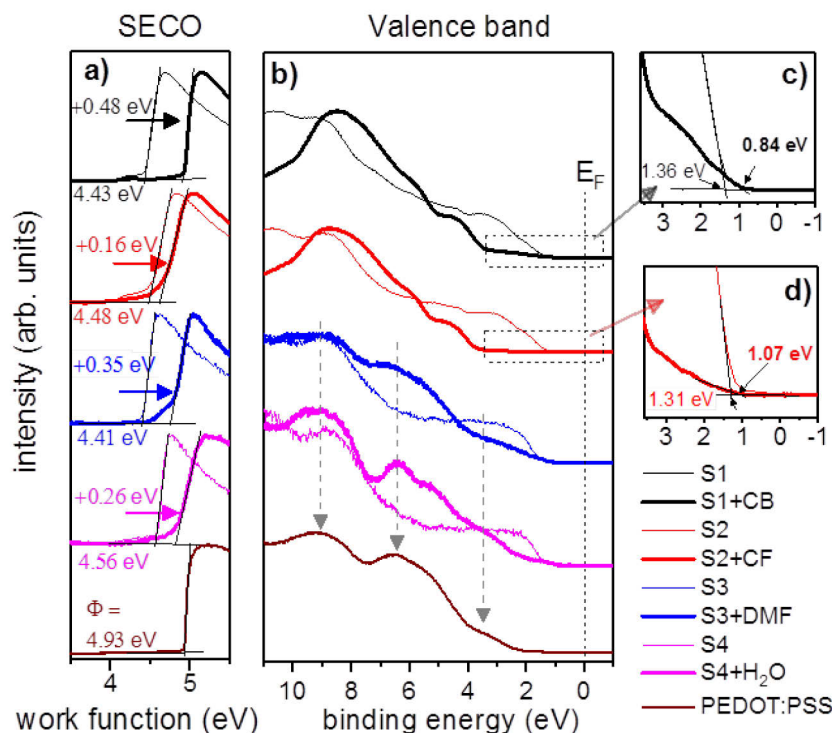 SECO
Valence band
a)
+0.48 eV
4.43
+0.16 eV
4.48
+0.35 eV
4.41
+0.26 eV
4.56
Φ =
4.93 eV
4 5
work function (eV)
intensity (arb. units)
b)
E_F
10 8 6 4 2 0
binding energy (eV)
c)
0.84 eV
1.36 eV
3 2 1 0 -1
d)
1.07 eV
1.31 eV
3 2 1 0 -1
S1
S1+CB
S2
S2+CF
S3
S3+DMF
S4
S4+H₂O
PEDOT:PSS